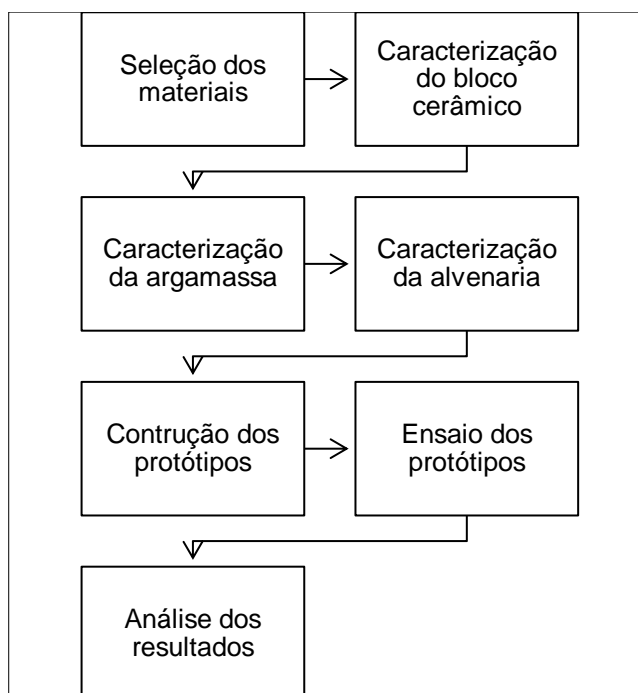 Seleção dos
materiais
Caracterização
do bloco
cerâmico
Caracterização
da argamassa
Caracterização
da alvenaria
Contrução dos
protótipos
Ensaio dos
protótipos
Análise dos
resultados